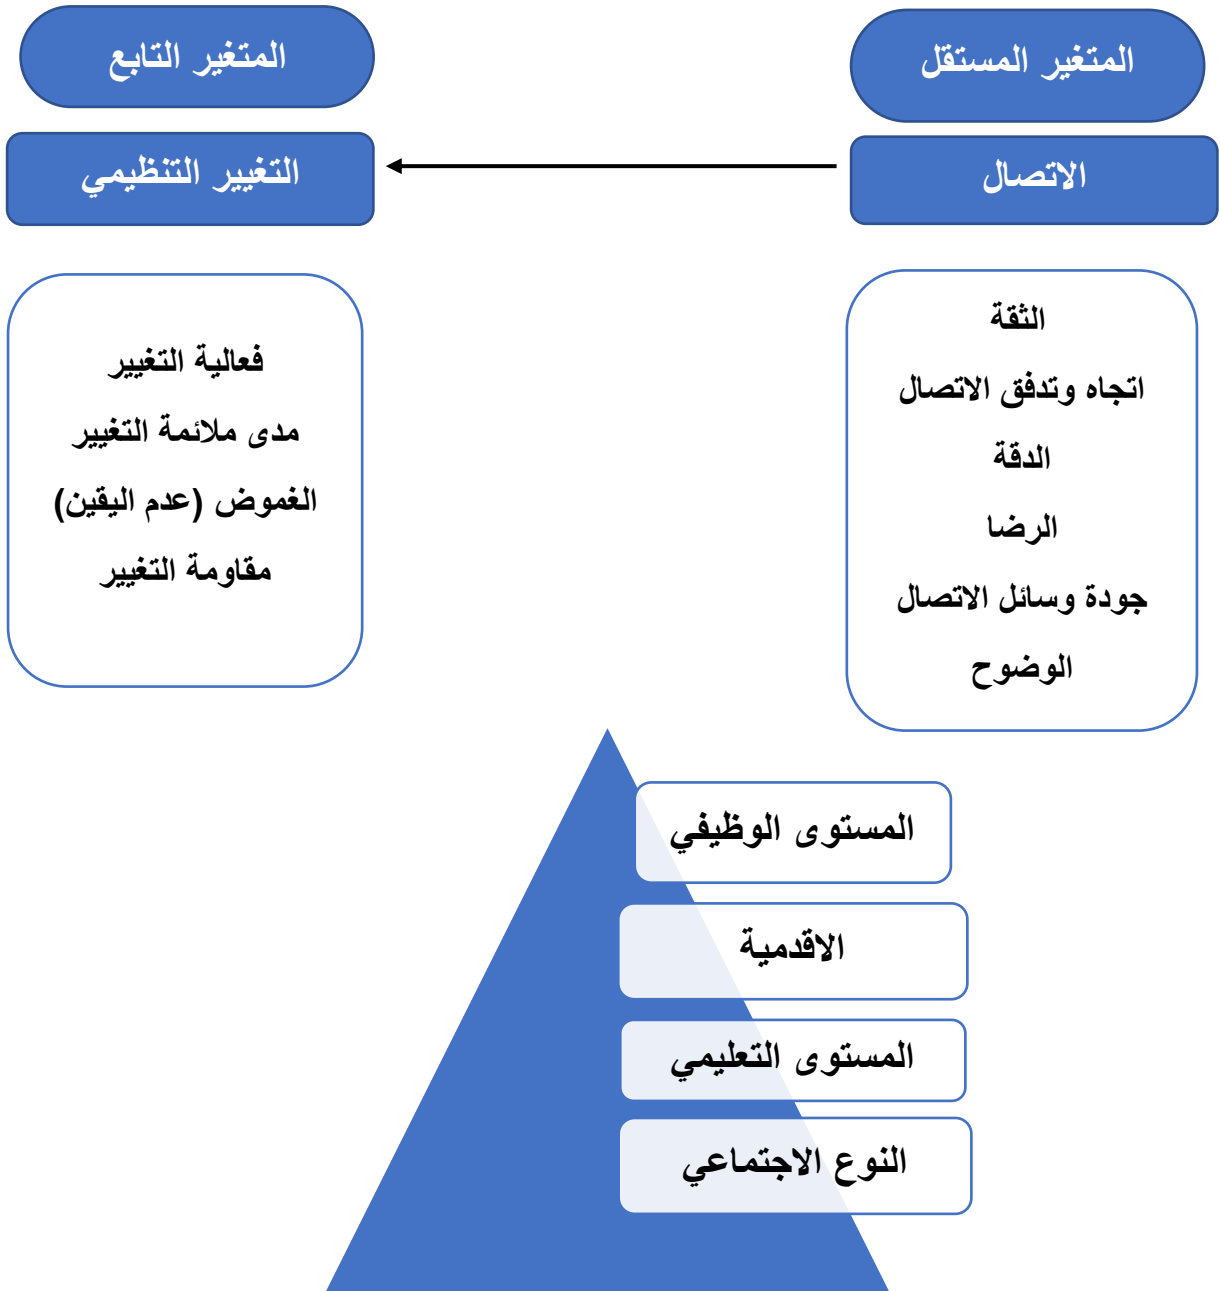 المتغير المستقل
المتغير التابع
الاتصال
التغيير التنظيمي
الثقة
اتجاه وتدفق الاتصال
الدقة
الرضا
جودة وسائل الاتصال
الوضوح
فعالية التغيير
مدى ملائمة التغيير
الغموض (عدم اليقين)
مقاومة التغيير
المستوى الوظيفي
الاقدمية
المستوى التعليمي
النوع الاجتماعي